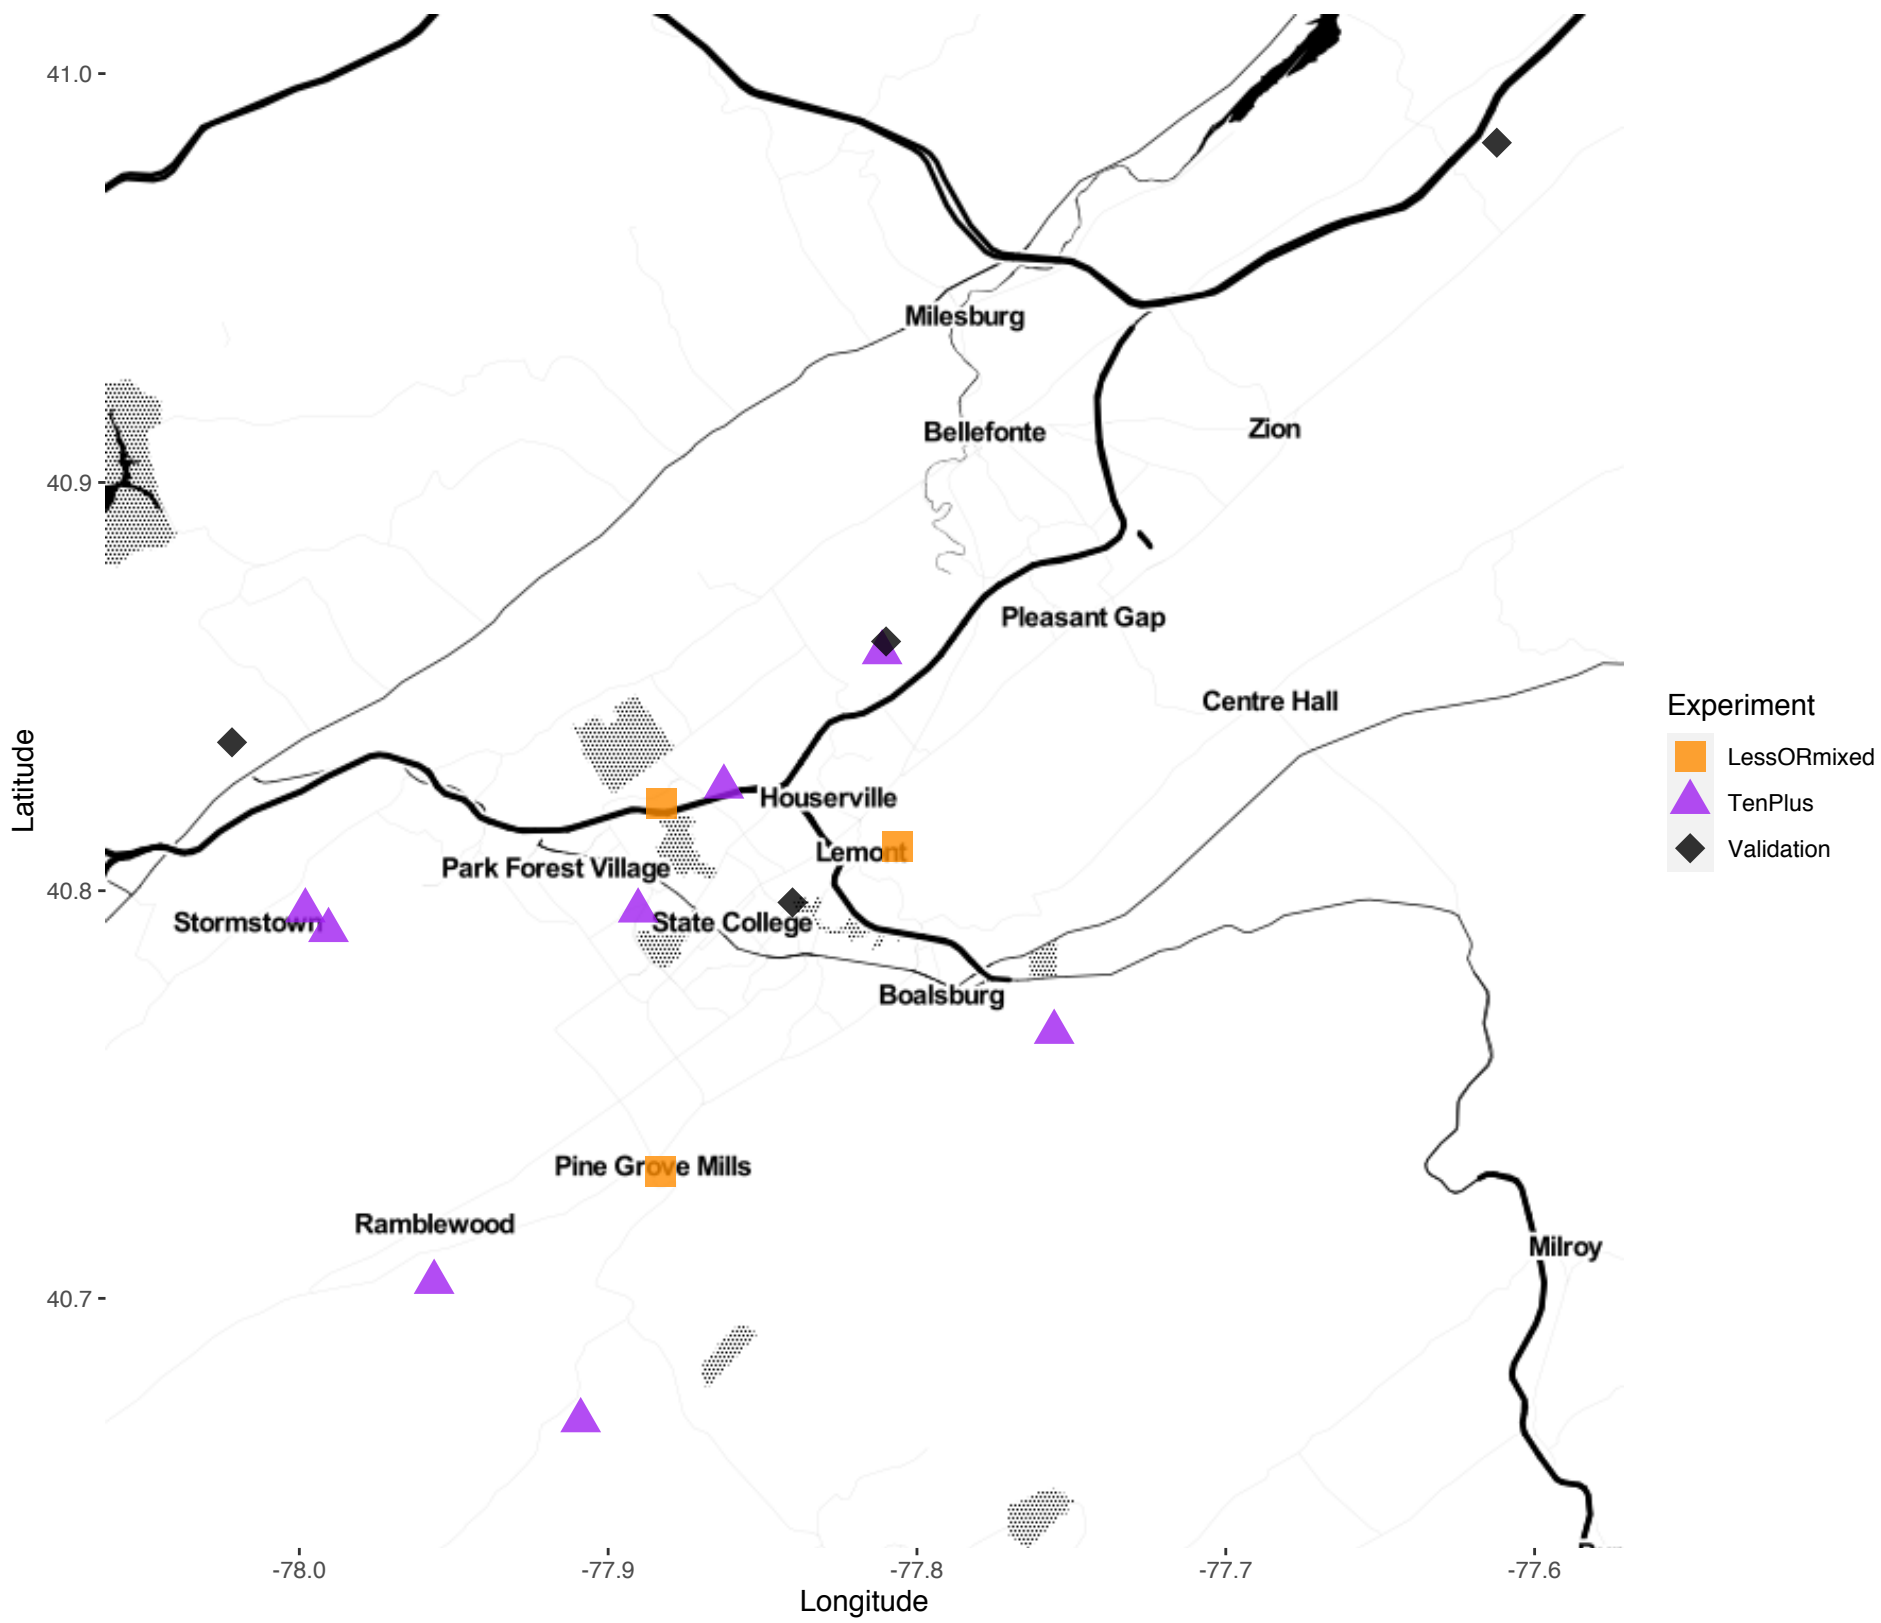 41.0
Milesburg
Bellefonte
Zion
40.9
Pleasant Gap
Centre Hall
Experiment
LessORmixed
TenPlus
Validation
Latitude
Houserville
Lemont
Park Forest Village
40.8
Stormstown
State College
Boalsburg
Pine Grove Mills
Ramblewood
Milroy
40.7
-78.0
-77.9
-77.8
-77.7
-77.6
Longitude